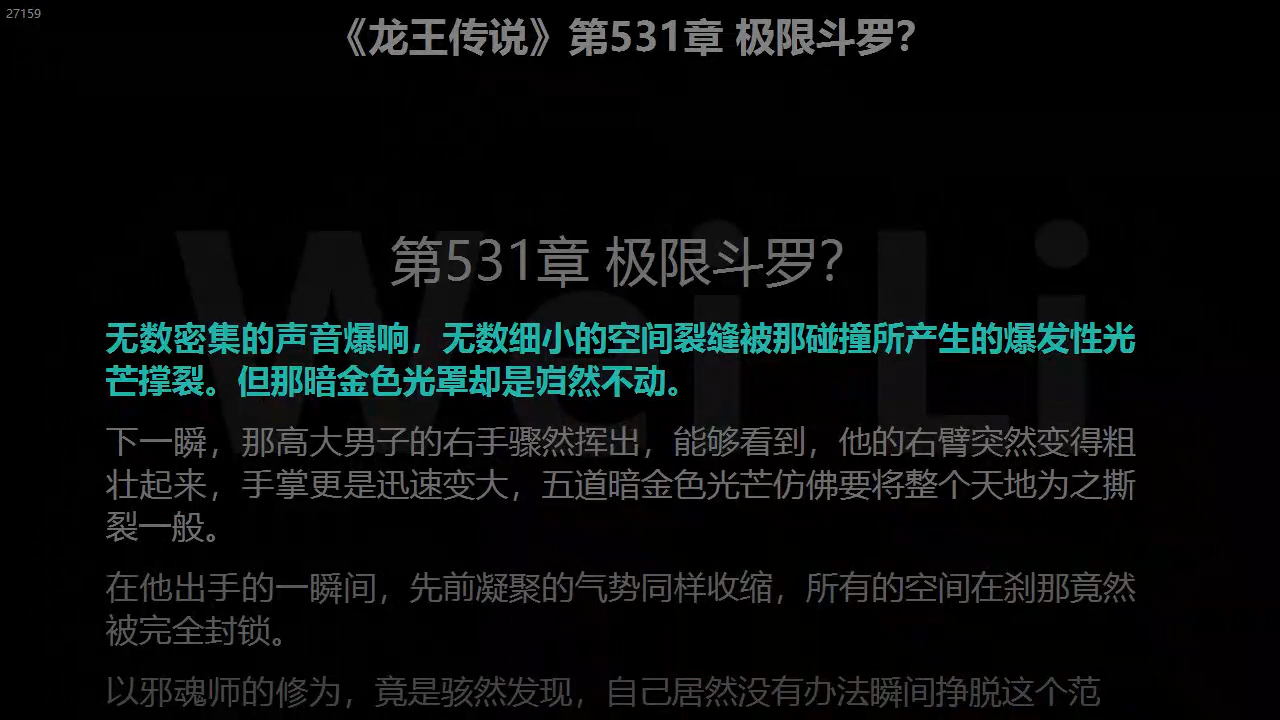 27159
《龙王传说》第531章 极限斗罗？
Wei Li
第531章 极限斗罗？
无数密集的声音爆响，无数细小的空间裂缝被那碰撞所产生的爆发性光
芒撑裂。但那暗金色光罩却是岿然不动。
下一瞬，那高大男子的右手骤然挥出，能够看到，他的右臂突然变得粗
壮起来，手掌更是迅速变大，五道暗金色光芒仿佛要将整个天地为之撕
裂一般。
在他出手的一瞬间，先前凝聚的气势同样收缩，所有的空间在刹那竟然
被完全封锁。
以邪魂师的修为，竟是骇然发现，自己居然没有办法瞬间挣脱这个范